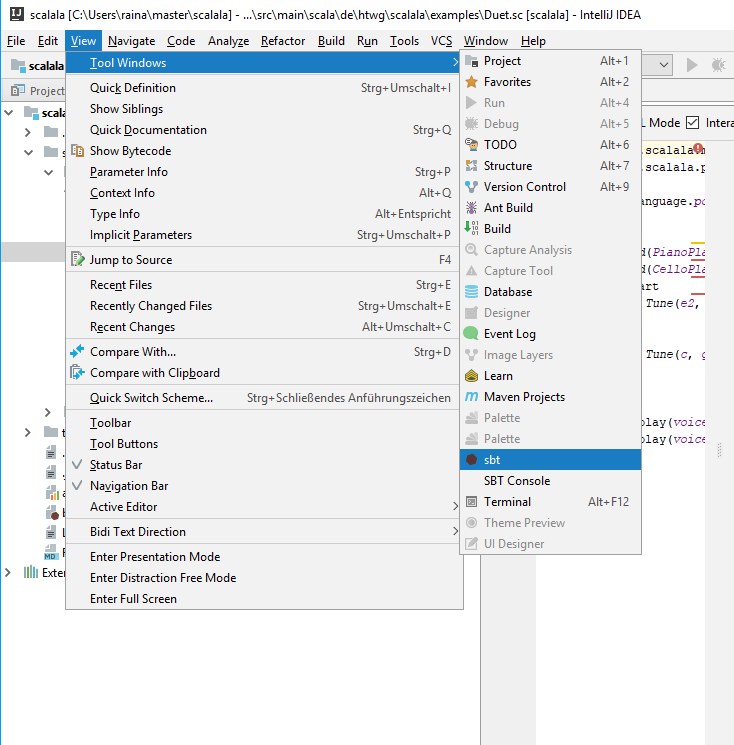 scalala [C:\Users\raina\master\scalala] - ...\src\main\scala\de\htwg\scalala\examples\Duet.sc [scalala] - IntelliJ IDEA
File Edit View Navigate Code Analyze Refactor Build Run Tools VCS Window Help
scalala
Project
scala
Tool Windows
Quick Definition Strg+Umschalt+I
Show Siblings
Quick Documentation Strg+Q
Show Bytecode
Parameter Info Strg+P
Context Info Alt+Q
Type Info Alt+Entspricht
Implicit Parameters Strg+Umschalt+P
Jump to Source F4
Recent Files Strg+E
Recently Changed Files Strg+Umschalt+E
Recent Changes Alt+Umschalt+C
Compare With... Strg+D
Compare with Clipboard
Quick Switch Scheme... Strg+Schließendes Anführungszeichen
Toolbar
Tool Buttons
Status Bar
Navigation Bar
Active Editor
Bidi Text Direction
Enter Presentation Mode
Enter Distraction Free Mode
Enter Full Screen
Exter
Project Alt+1
Favorites Alt+2
Run Alt+4
Debug Alt+5
TODO Alt+6
Structure Alt+7
Version Control Alt+9
Ant Build
Build
Capture Analysis
Capture Tool
Database
Designer
Event Log
Image Layers
Learn
Maven Projects
Palette
Palette
sbt
SBT Console
Terminal Alt+F12
Theme Preview
UI Designer
L Mode Intera
.scalala.m
.scalala.p
anguage.po
d(PianoPla
d(CelloPla
art
Tune(e2,
Tune(c, g
play(voice
play(voice